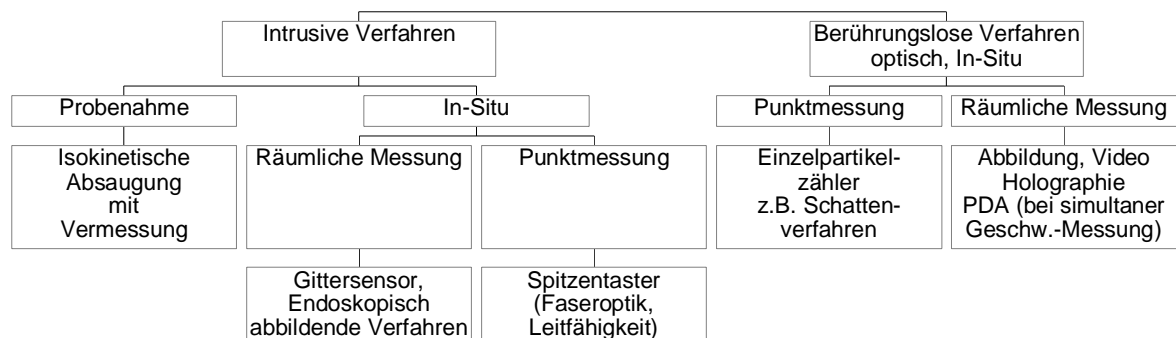 Intrusive Verfahren
Berührungslose Verfahren
optisch, In-Situ
Probenahme
In-Situ
Punktmessung
Räumliche Messung
Isokinetische
Absaugung
mit
Vermessung
Räumliche Messung
Punktmessung
Einzelpartikel-
zähler
z.B. Schatten-
verfahren
Abbildung, Video
Holographie
PDA (bei simultaner
Geschw.-Messung)
Gittersensor,
Endoskopisch
abbildende Verfahren
Spitzentaster
(Faseroptik,
Leitfähigkeit)